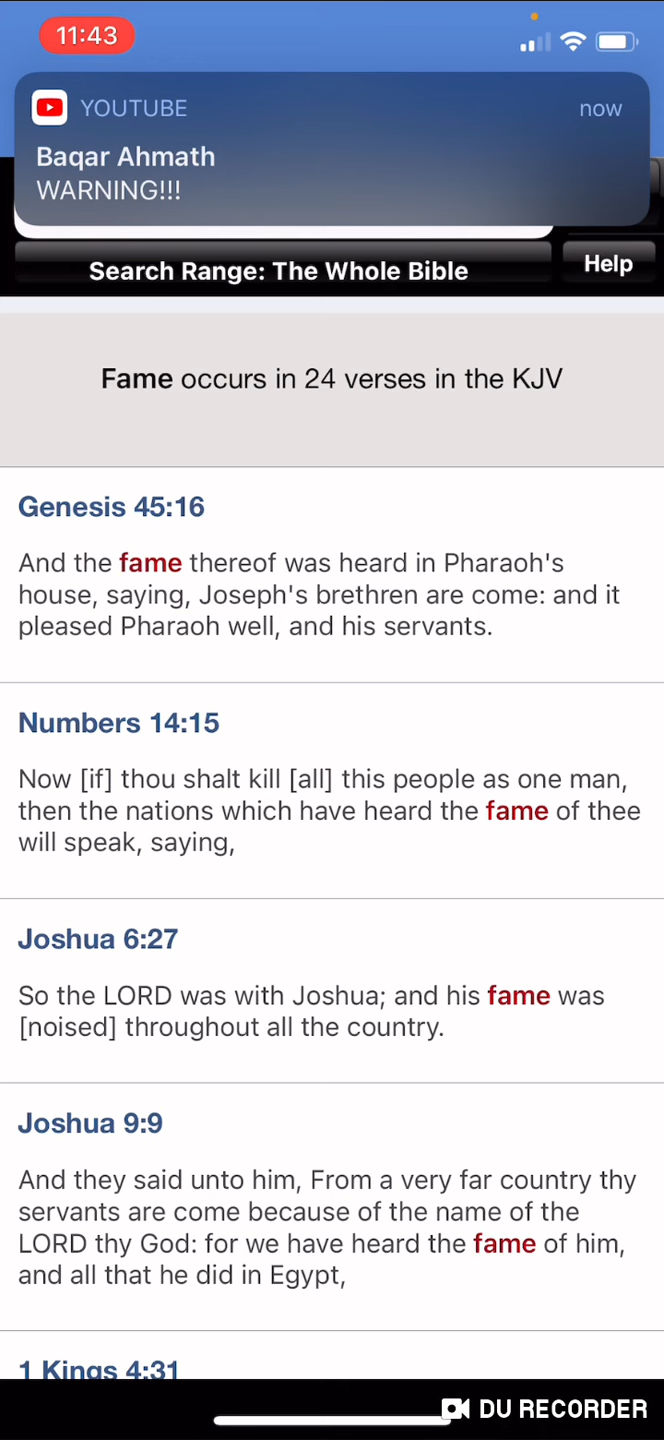 11:43
YOUTUBE now
Baqar Ahmath
WARNING!!!
Search Range: The Whole Bible
Help
Fame occurs in 24 verses in the KJV
Genesis 45:16
And the fame thereof was heard in Pharaoh's
house, saying, Joseph's brethren are come: and it
pleased Pharaoh well, and his servants.
Numbers 14:15
Now [if] thou shalt kill [all] this people as one man,
then the nations which have heard the fame of thee
will speak, saying,
Joshua 6:27
So the LORD was with Joshua; and his fame was
[noised] throughout all the country.
Joshua 9:9
And they said unto him, From a very far country thy
servants are come because of the name of the
LORD thy God: for we have heard the fame of him,
and all that he did in Egypt,
1 Kings 4:31
DU RECORDER